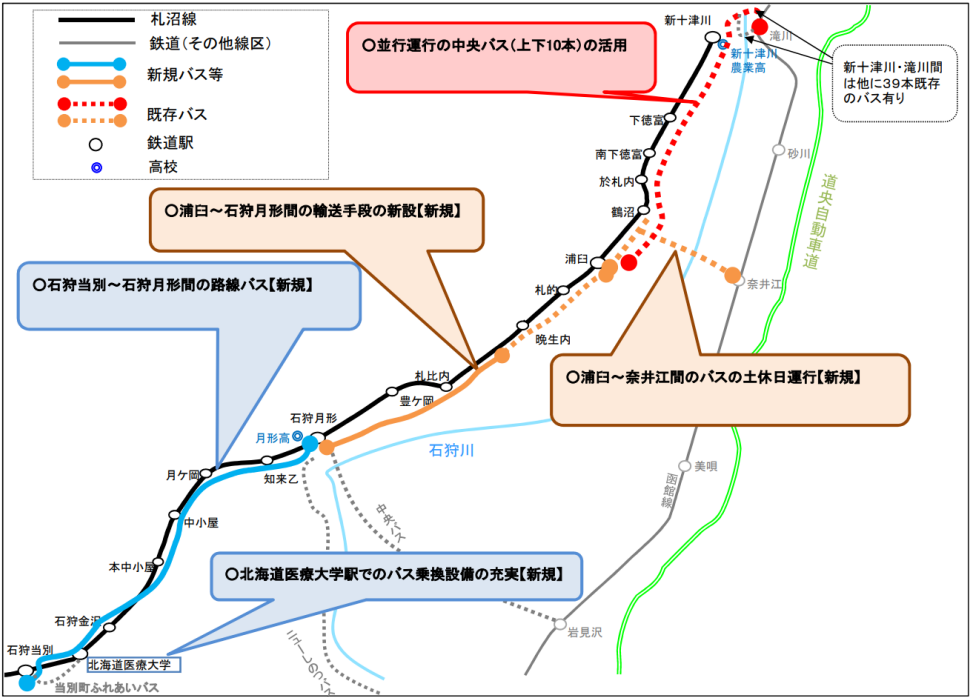 札沼線
鉄道(その他線区)
新規バス等
既存バス
鉄道駅
高校
○並行運行の中央バス(上下10本)の活用
新十津川
滝川
新十津川
農業高
新十津川・滝川間
は他に39本既存
のバス有り
下徳富
南下徳富
砂川
於札内
道央自動車道
鶴沼
○浦臼~石狩月形間の輸送手段の新設【新規】
浦臼
○石狩当別~石狩月形間の路線バス【新規】
奈井江
札的
晩生内
○浦臼~奈井江間のバスの土休日運行【新規】
札比内
豊ケ岡
石狩月形
月形高
石狩川
美唄
函館線
月ケ岡
知来乙
中央バス
中小屋
本中小屋
○北海道医療大学駅でのバス乗換設備の充実【新規】
石狩金沢
岩見沢
ニューしのつバス
石狩当別
北海道医療大学
当別町ふれあいバス